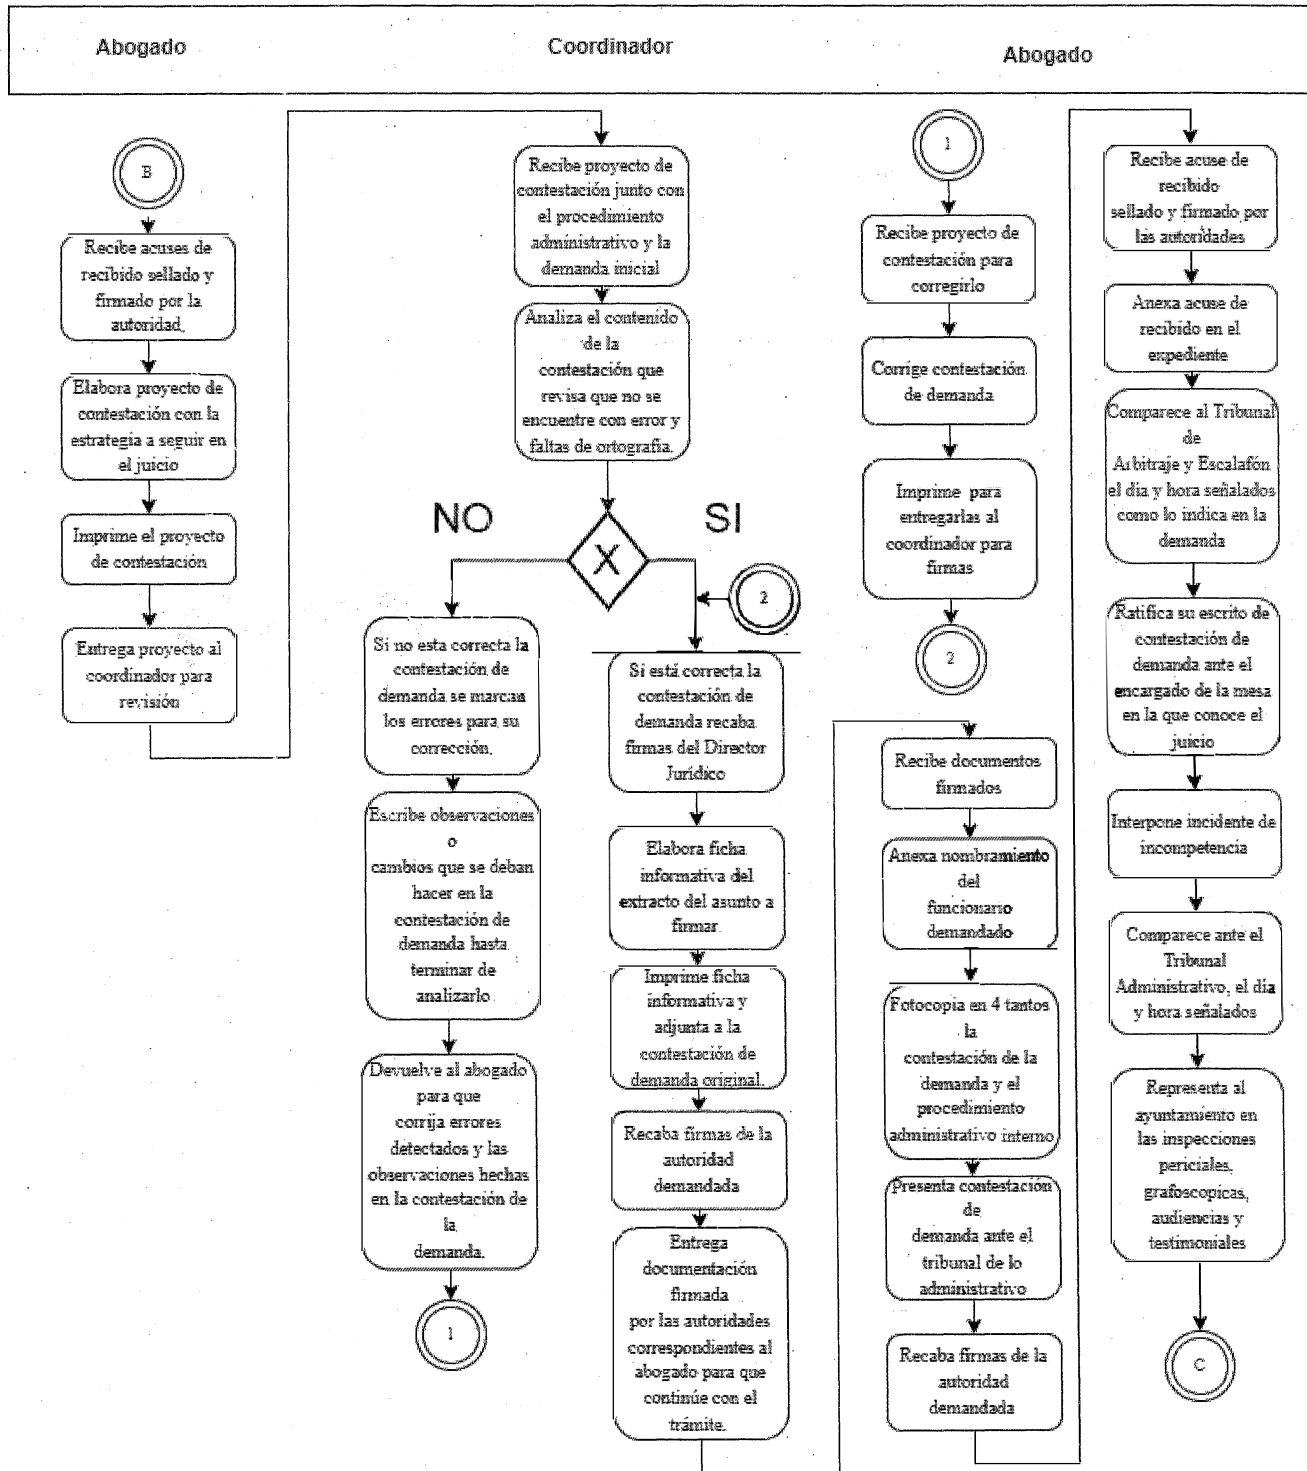 Abogado
Coordinador
Abogado
B
Recibe acuses de
recibido sellado y
firmado por la
autoridad.
Elabora proyecto de
contestación con la
estrategia a seguir en
el juicio
Imprime el proyecto
de contestación
Entrega proyecto al
coordinador para
revisión
Recibe proyecto de
contestación junto con
el procedimiento
administrativo y la
demanda inicial
Analiza el contenido
de la
contestación que
revisa que no se
encuentre con error y
faltas de ortografía.
NO
X
SI
2
Si no esta correcta la
contestación de
demanda se marcan
los errores para su
corrección.
Escribe observaciones
o
cambios que se deban
hacer en la
contestación de
demanda hasta
terminar de
analizarlo
Devuelve al abogado
para que
corrija errores
detectados y las
observaciones hechas
en la contestación de
la
demanda.
1
Si está correcta la
contestación de
demanda recaba
firmas del Director
Jurídico
Elabora ficha
informativa del
extracto del asunto a
firmar
Imprime ficha
informativa y
adjunta a la
contestación de
demanda original.
Recaba firmas de la
autoridad
demandada
Entrega
documentación
firmada
por las autoridades
correspondientes al
abogado para que
continúe con el
trámite.
1
Recibe proyecto de
contestación para
corregirlo
Corrige contestación
de demanda
Imprime para
entregarlas al
coordinador para
firmas
2
Recibe documentos
firmados
Anexa nombramiento
del
funcionario
demandado
Fotocopia en 4 tantos
la
contestación de la
demanda y el
procedimiento
administrativo interno
Presenta contestación
de
demanda ante el
tribunal de lo
administrativo
Recaba firmas de la
autoridad
demandada
Recibe acuse de
recibido
sellado y firmado por
las autoridades
Anexa acuse de
recibido en el
expediente
Comparece al Tribunal
de
Arbitraje y Escalafón
el día y hora señalados
como lo indica en la
demanda
Ratifica su escrito de
contestación de
demanda ante el
encargado de la mesa
en la que conoce el
juicio
Interpone incidente de
incompetencia
Comparece ante el
Tribunal
Administrativo, el día
y hora señalados
Representa al
ayuntamiento en
las inspecciones
periciales,
grafoscopicas,
audiencias y
testimoniales
C